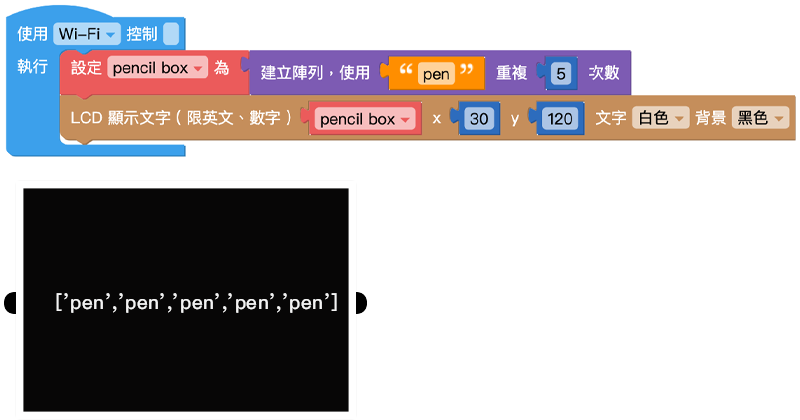 使用 Wi-Fi 控制
執行 設定 pencil box 為 建立陣列，使用 “ pen ” 重複 5 次數
LCD 顯示文字（限英文、數字） pencil box x 30 y 120 文字 白色 背景 黑色
['pen','pen','pen','pen','pen']